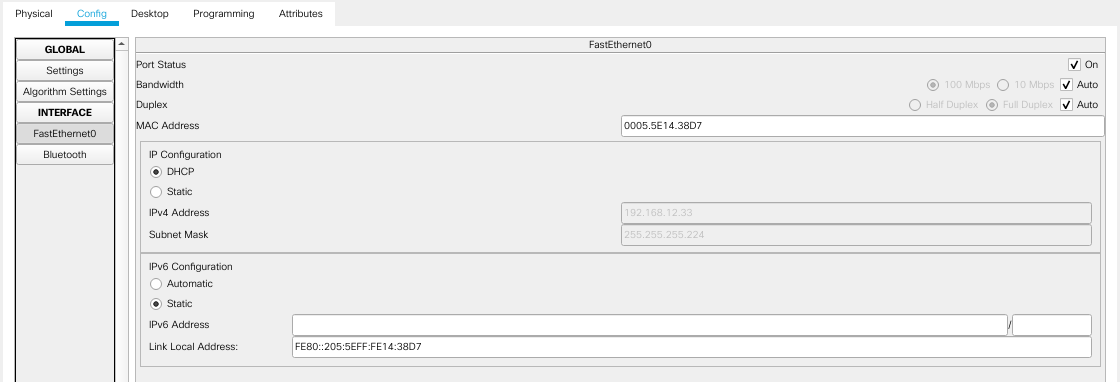 Physical Config Desktop Programming Attributes
GLOBAL
Settings
Algorithm Settings
INTERFACE
FastEthernet0
Bluetooth
FastEthernet0
Port Status On
Bandwidth 100 Mbps 10 Mbps Auto
Duplex Half Duplex Full Duplex Auto
MAC Address 0005.5E14.38D7
IP Configuration
DHCP
Static
IPv4 Address 192.168.12.33
Subnet Mask 255.255.255.224
IPv6 Configuration
Automatic
Static
IPv6 Address /
Link Local Address: FE80::205:5EFF:FE14:38D7